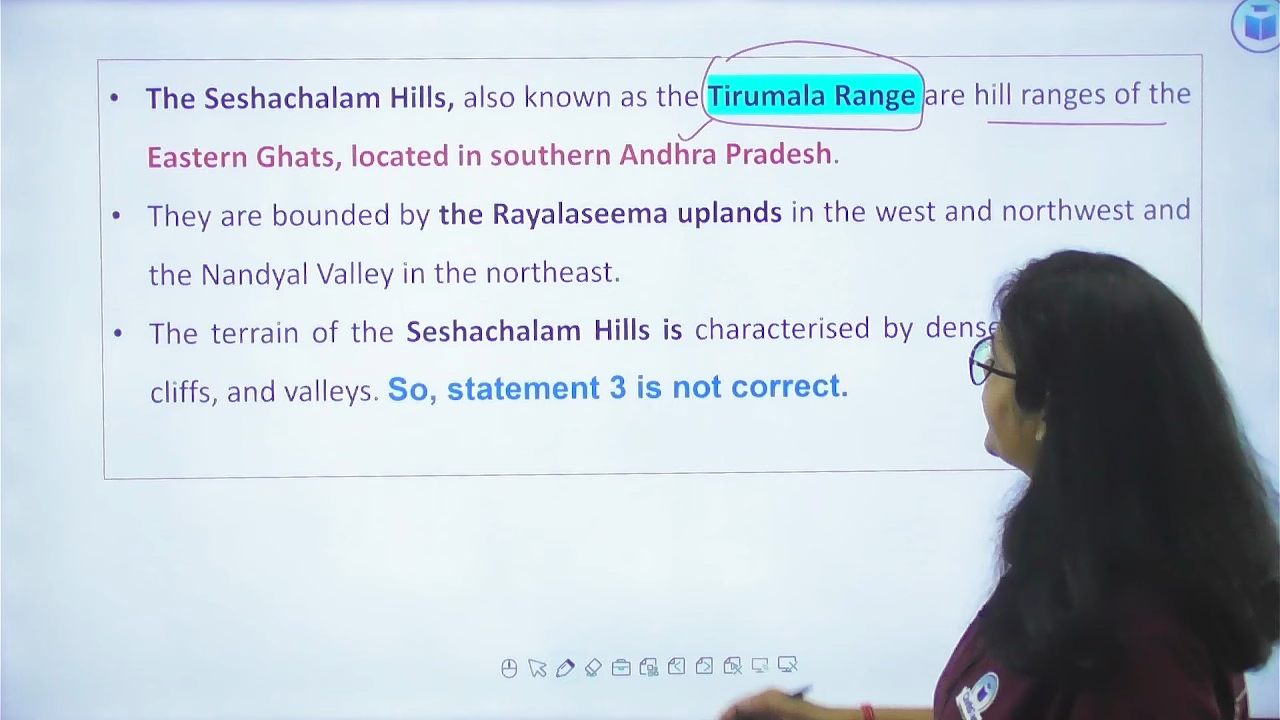 • The Seshachalam Hills, also known as the Tirumala Range are hill ranges of the
Eastern Ghats, located in southern Andhra Pradesh.
• They are bounded by the Rayalaseema uplands in the west and northwest and
the Nandyal Valley in the northeast.
• The terrain of the Seshachalam Hills is characterised by dense
cliffs, and valleys. So, statement 3 is not correct.